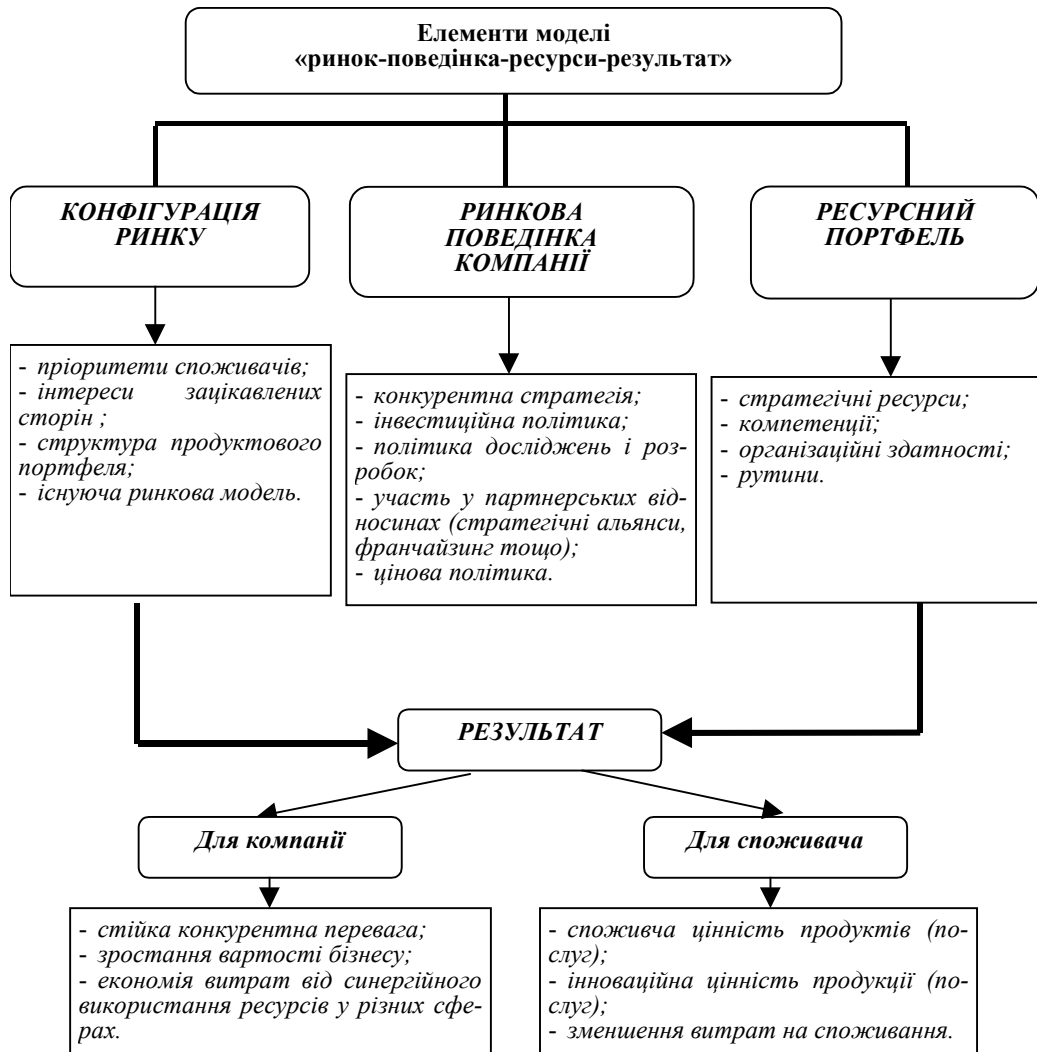 Елементи моделі
«ринок-поведінка-ресурси-результат»
КОНФІГУРАЦІЯ
РИНКУ
РИНКОВА
ПОВЕДІНКА
КОМПАНІЇ
РЕСУРСНИЙ
ПОРТФЕЛЬ
- пріоритети споживачів;
- інтереси зацікавлених
сторін ;
- структура продуктового
портфеля;
- існуюча ринкова модель.
- конкурентна стратегія;
- інвестиційна політика;
- політика досліджень і роз-
робок;
- участь у партнерських від-
носинах (стратегічні альянси,
франчайзинг тощо);
- цінова політика.
- стратегічні ресурси;
- компетенції;
- організаційні здатності;
- рутини.
РЕЗУЛЬТАТ
Для компанії
Для споживача
- стійка конкурентна перевага;
- зростання вартості бізнесу;
- економія витрат від синергійного
використання ресурсів у різних сфе-
рах.
- споживча цінність продуктів (по-
слуг);
- інноваційна цінність продукції (по-
слуг);
- зменшення витрат на споживання.